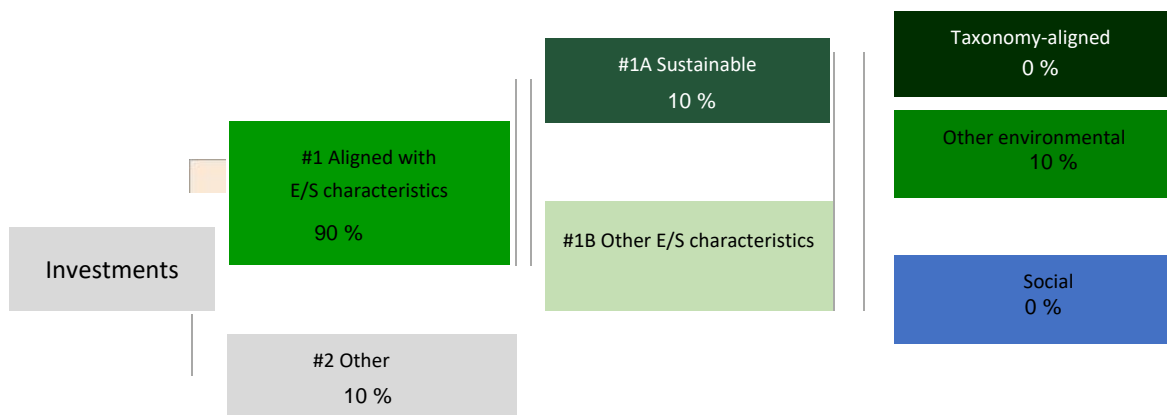 Investments
#1 Aligned with
E/S characteristics
90 %
#2 Other
10 %
#1A Sustainable
10 %
#1B Other E/S characteristics
Taxonomy-aligned
0 %
Other environmental
10 %
Social
0 %